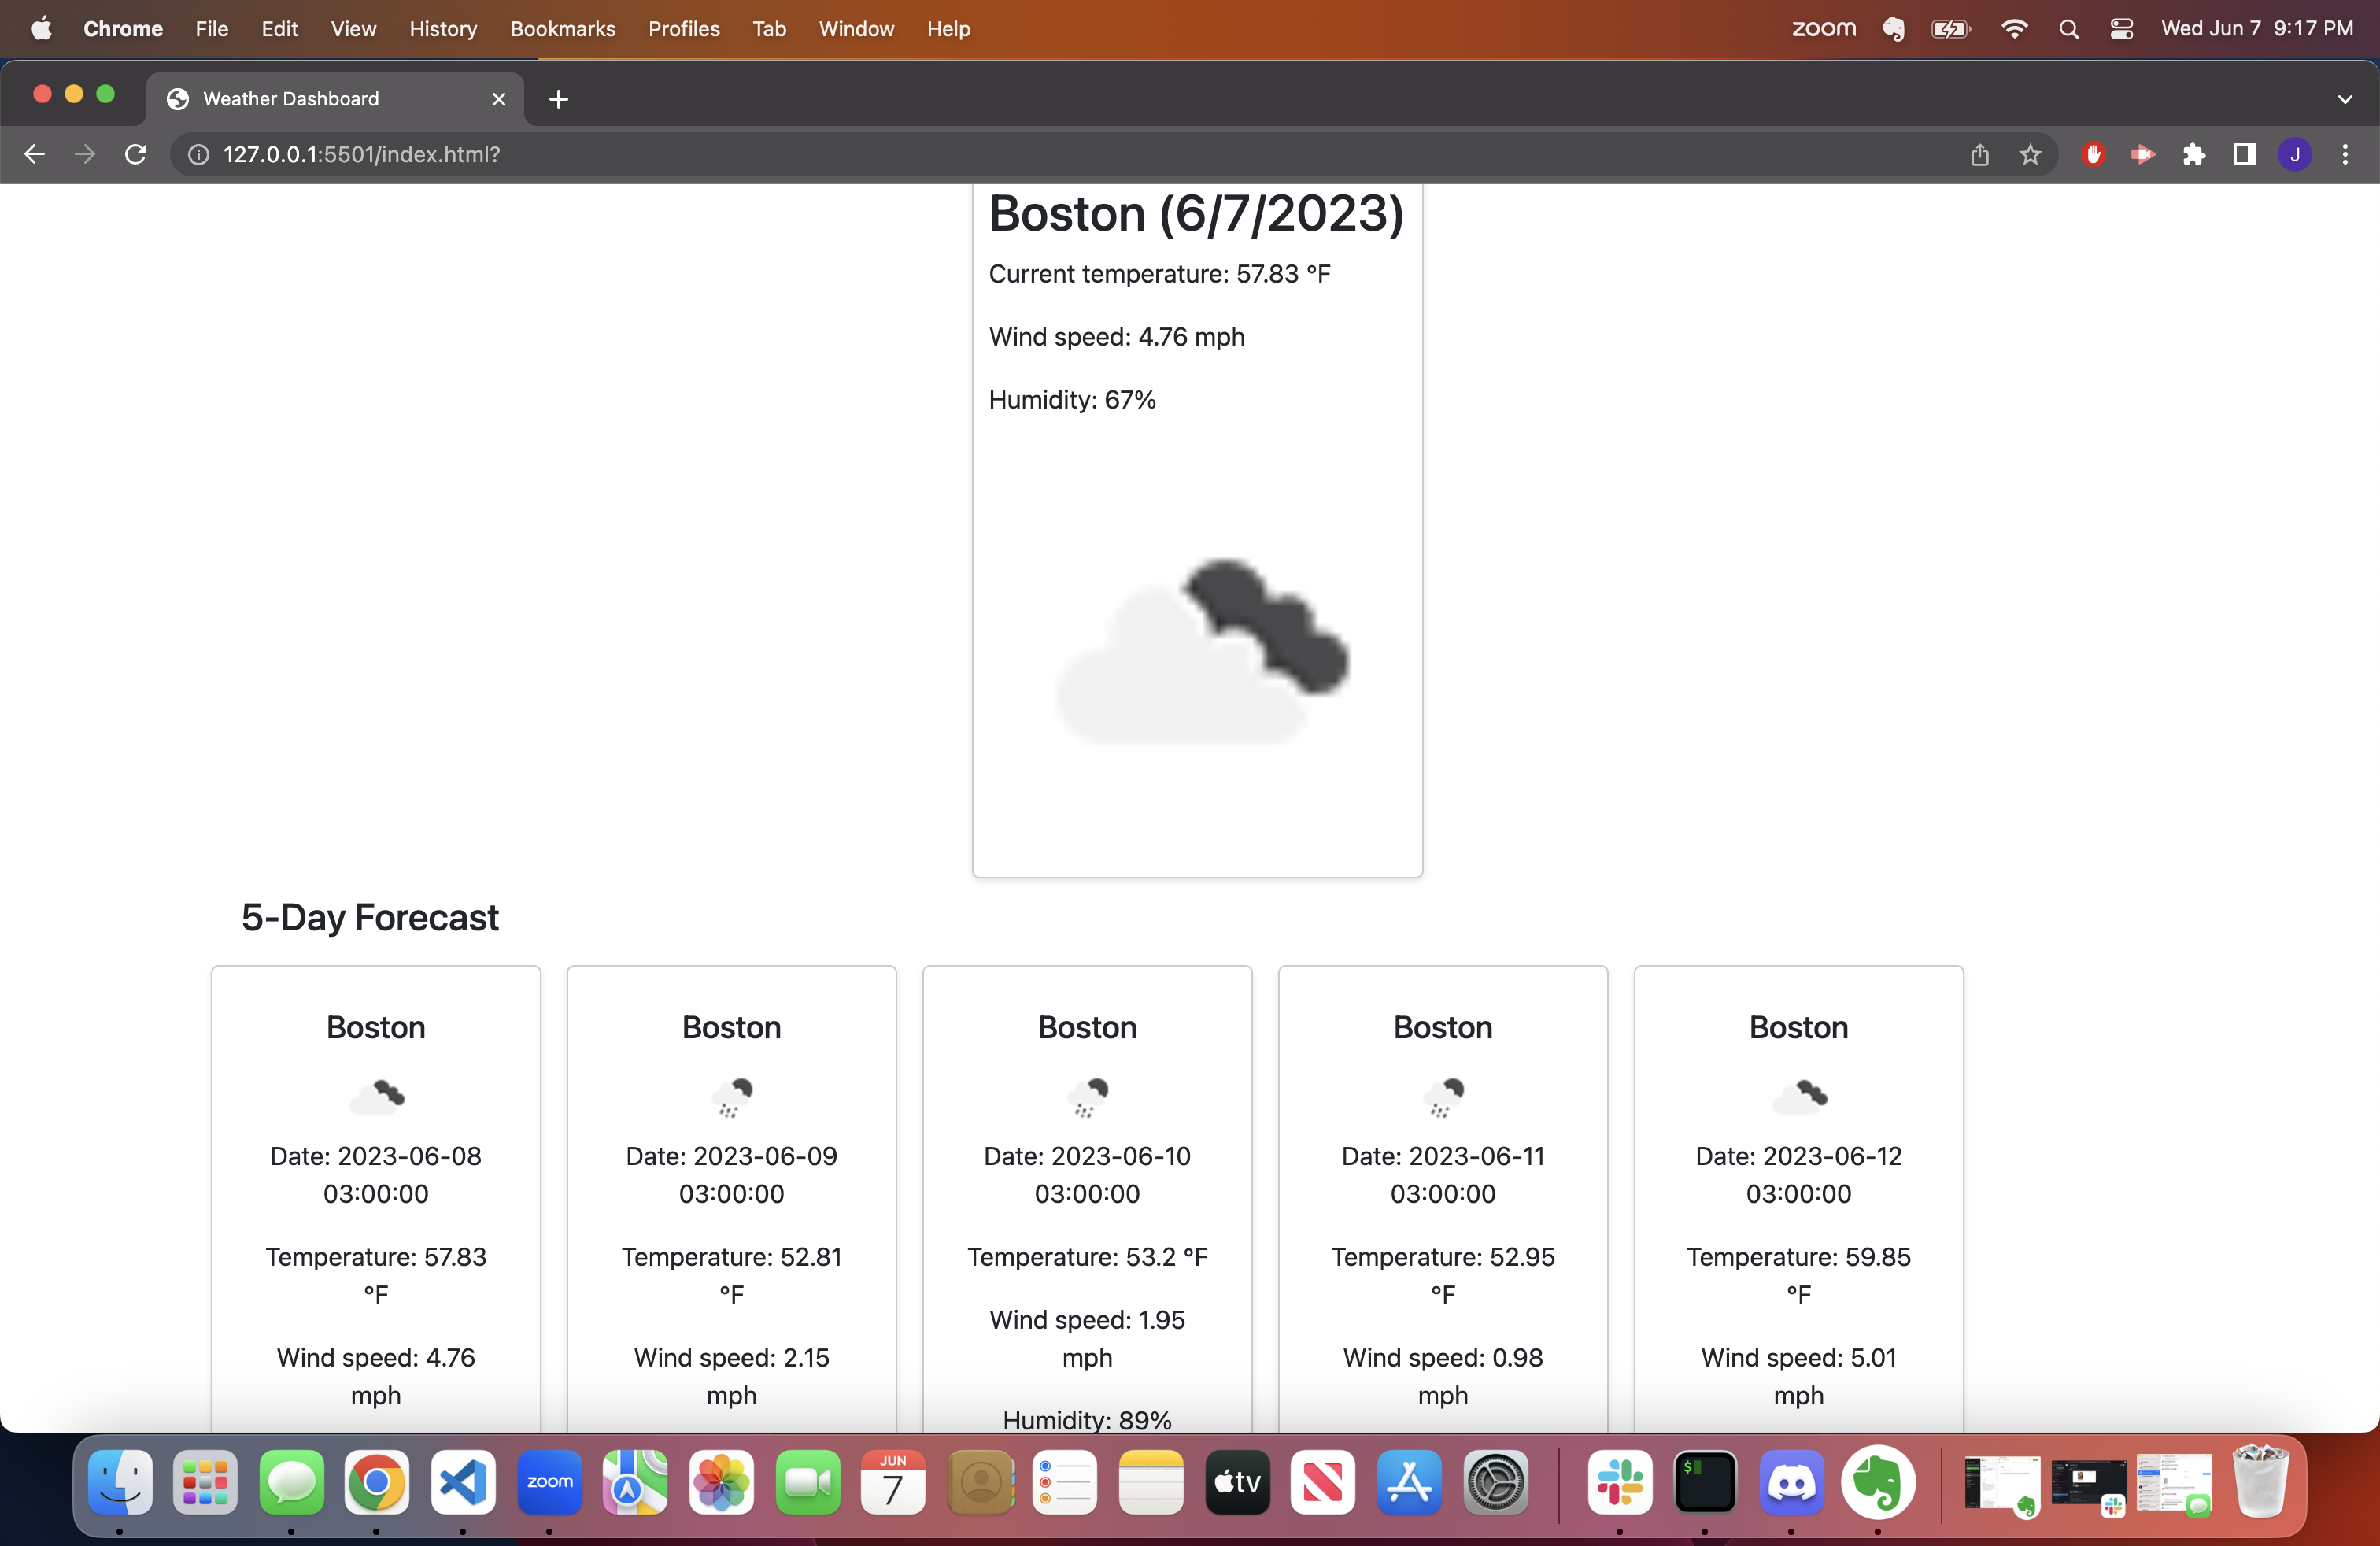 Chrome File Edit View History Bookmarks Profiles Tab Window Help zoom Wed Jun 7 9:17 PM
Weather Dashboard
127.0.0.1:5501/index.html?
J
Boston (6/7/2023)
Current temperature: 57.83 °F
Wind speed: 4.76 mph
Humidity: 67%
5-Day Forecast
Boston
Date: 2023-06-08
03:00:00
Temperature: 57.83
°F
Wind speed: 4.76
mph
Boston
Date: 2023-06-09
03:00:00
Temperature: 52.81
°F
Wind speed: 2.15
mph
Boston
Date: 2023-06-10
03:00:00
Temperature: 53.2 °F
Wind speed: 1.95
mph
Humidity: 89%
Boston
Date: 2023-06-11
03:00:00
Temperature: 52.95
°F
Wind speed: 0.98
mph
Boston
Date: 2023-06-12
03:00:00
Temperature: 59.85
°F
Wind speed: 5.01
mph
zoom
JUN
7
tv
$